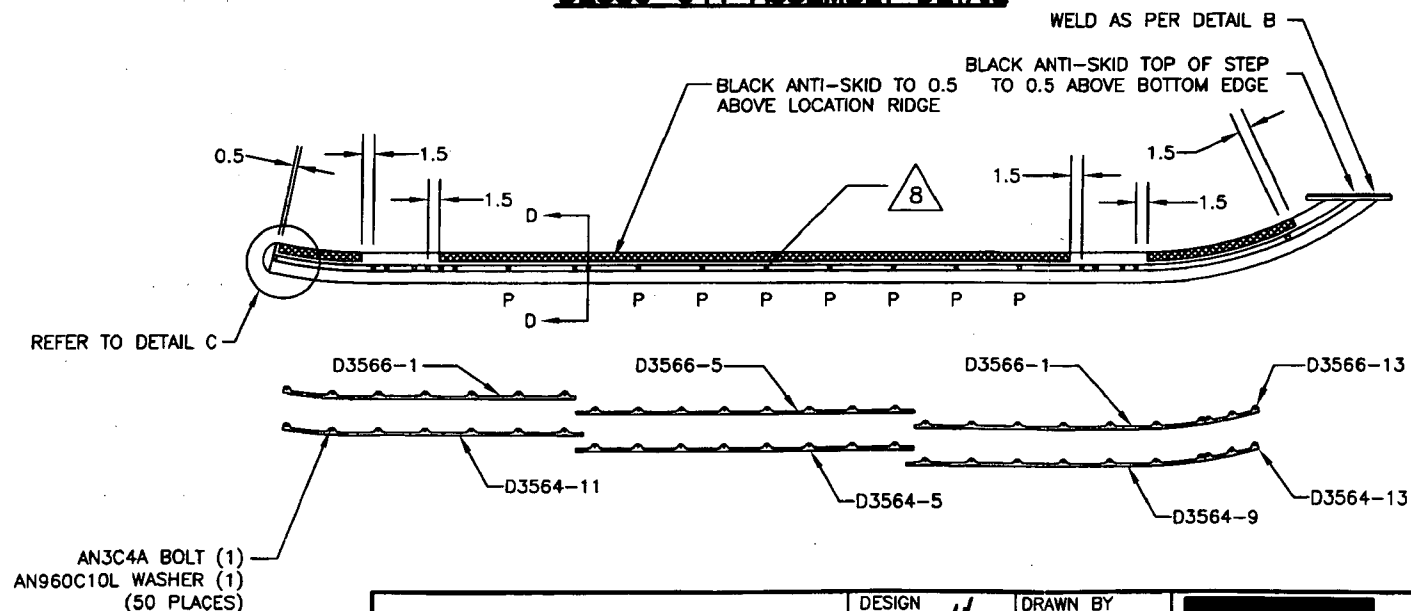 WELD AS PER DETAIL B
BLACK ANTI-SKID TOP OF STEP
TO 0.5 ABOVE BOTTOM EDGE
BLACK ANTI-SKID TO 0.5
ABOVE LOCATION RIDGE
0.5
1.5
1.5
8
1.5
1.5
1.5
D
D
P P P P P P P P
REFER TO DETAIL C
D3566-1
D3566-5
D3566-1
D3566-13
D3564-11
D3564-5
D3564-9
D3564-13
AN3C4A BOLT (1)
AN960C10L WASHER (1)
(50 PLACES)
DESIGN
DRAWN BY